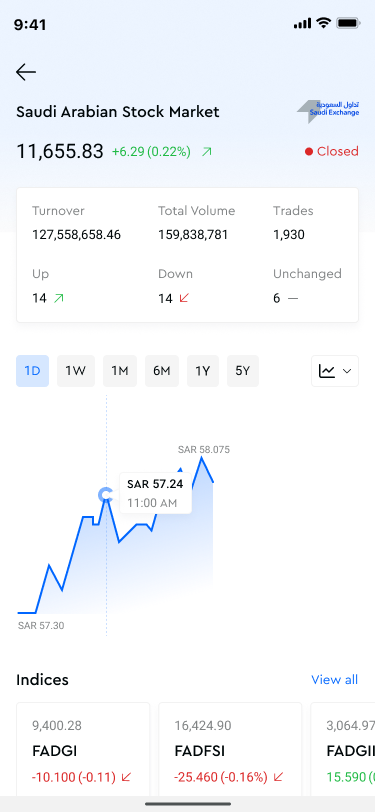 9:41
Saudi Arabian Stock Market
تداول السعودية
Saudi Exchange
11,655.83 +6.29 (0.22%)
Closed
Turnover Total Volume Trades
127,558,658.46 159,838,781 1,930
Up Down Unchanged
14 14 6 —
1D 1W 1M 6M 1Y 5Y
SAR 58.075
SAR 57.24
11:00 AM
SAR 57.30
Indices View all
9,400.28 16,424.90 3,064.97
FADGI FADFSI FADGII
-10.100 (-0.11) -25.460 (-0.16%) 15.590 (0